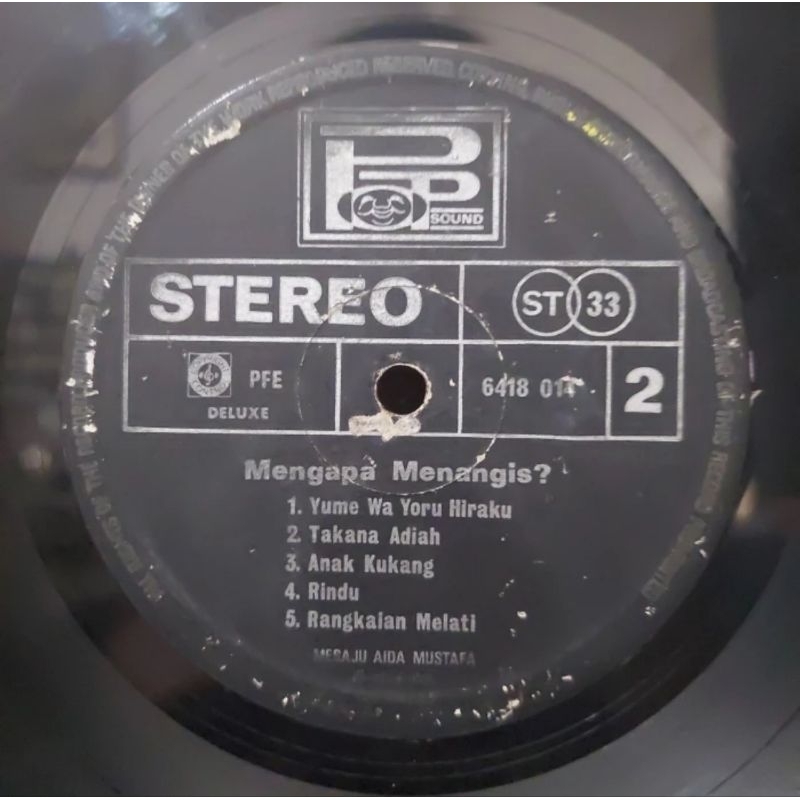 POP
SOUND
STEREO
ST 33
PFE
DELUXE
6418 014
2
Mengapa Menangis?
1. Yume Wa Yoru Hiraku
2. Takana Adiah
3. Anak Kukang
4. Rindu
5. Rangkaian Melati
AIDA MUSTAFA